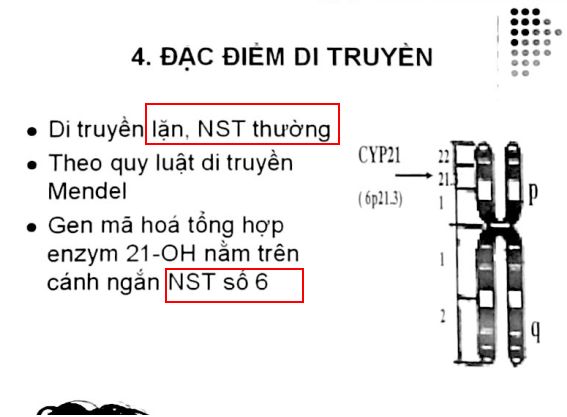 4. ĐẶC ĐIỂM DI TRUYỀN
• Di truyền lặn, NST thường
• Theo quy luật di truyền
Mendel
• Gen mã hoá tổng hợp
enzym 21-OH nằm trên
cánh ngắn NST số 6
CYP21
(6p21.3)
22
21.3
1
p
1
2
q